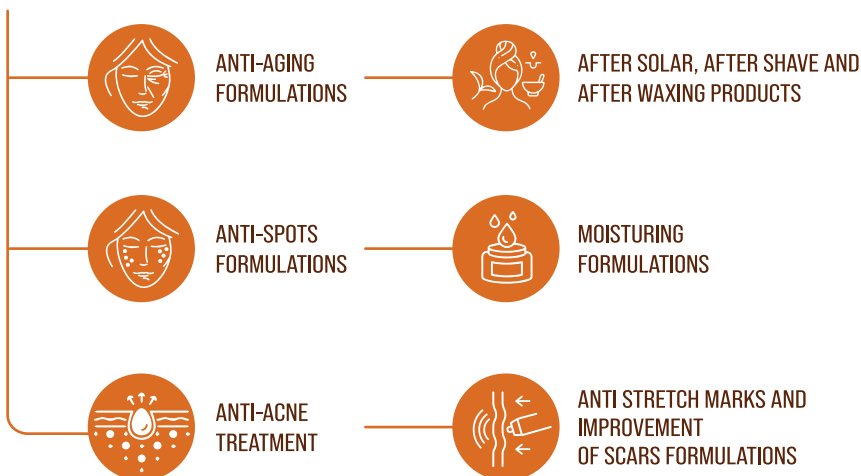 ANTI-AGING
FORMULATIONS
AFTER SOLAR, AFTER SHAVE AND
AFTER WAXING PRODUCTS
ANTI-SPOTS
FORMULATIONS
MOISTURING
FORMULATIONS
ANTI-ACNE
TREATMENT
ANTI STRETCH MARKS AND
IMPROVEMENT
OF SCARS FORMULATIONS